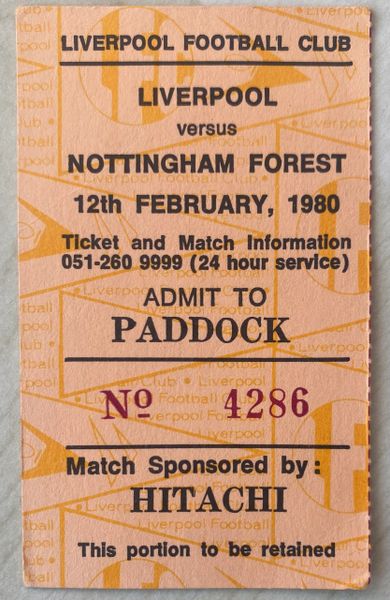 LIVERPOOL FOOTBALL CLUB
LIVERPOOL
versus
NOTTINGHAM FOREST
12th FEBRUARY, 1980
Ticket and Match Information
051-260 9999 (24 hour service)
ADMIT TO
PADDOCK
Nº 4286
Match Sponsored by:
HITACHI
This portion to be retained